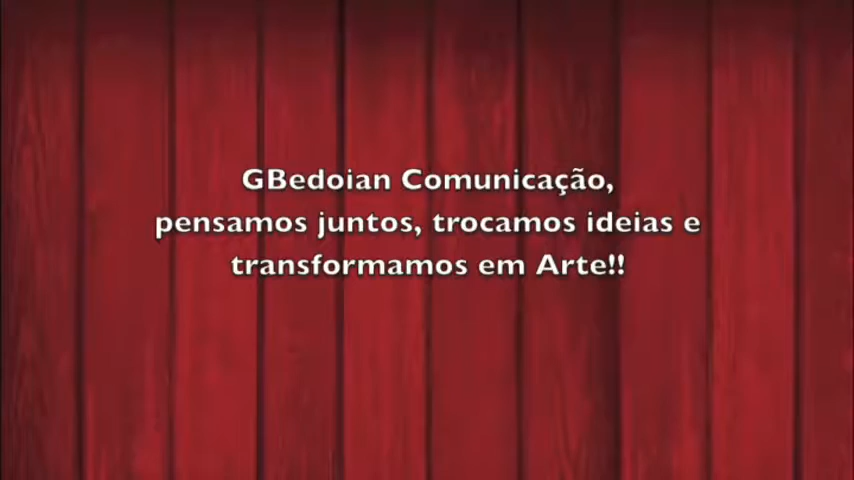 GBedoian Comunicação,
pensamos juntos, trocamos ideias e
transformamos em Arte!!